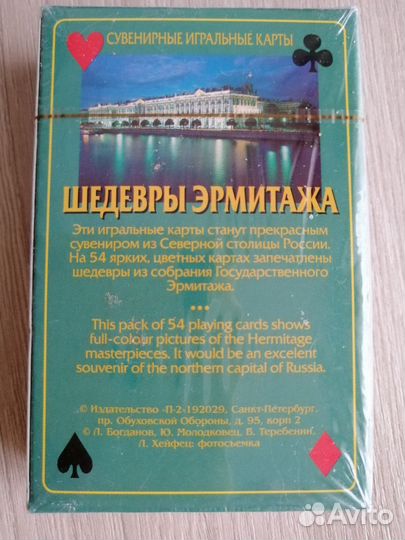 СУВЕНИРНЫЕ ИГРАЛЬНЫЕ КАРТЫ
ШЕДЕВРЫ ЭРМИТАЖА
Эти игральные карты станут прекрасным
сувениром из Северной столицы России.
На 54 ярких, цветных картах запечатлены
шедевры из собрания Государственного
Эрмитажа.
•••
This pack of 54 playing cards shows
full-colour pictures of the Hermitage
masterpieces. It would be an excelent
souvenir of the northern capital of Russia.
© Издательство «П-2»192029, Санкт-Петербург,
пр. Обуховской Обороны, д. 95, корп 2
© Л. Богданов, Ю. Молодковец, В. Теребенин,
Л. Хейфец: фотосъемка
Avito